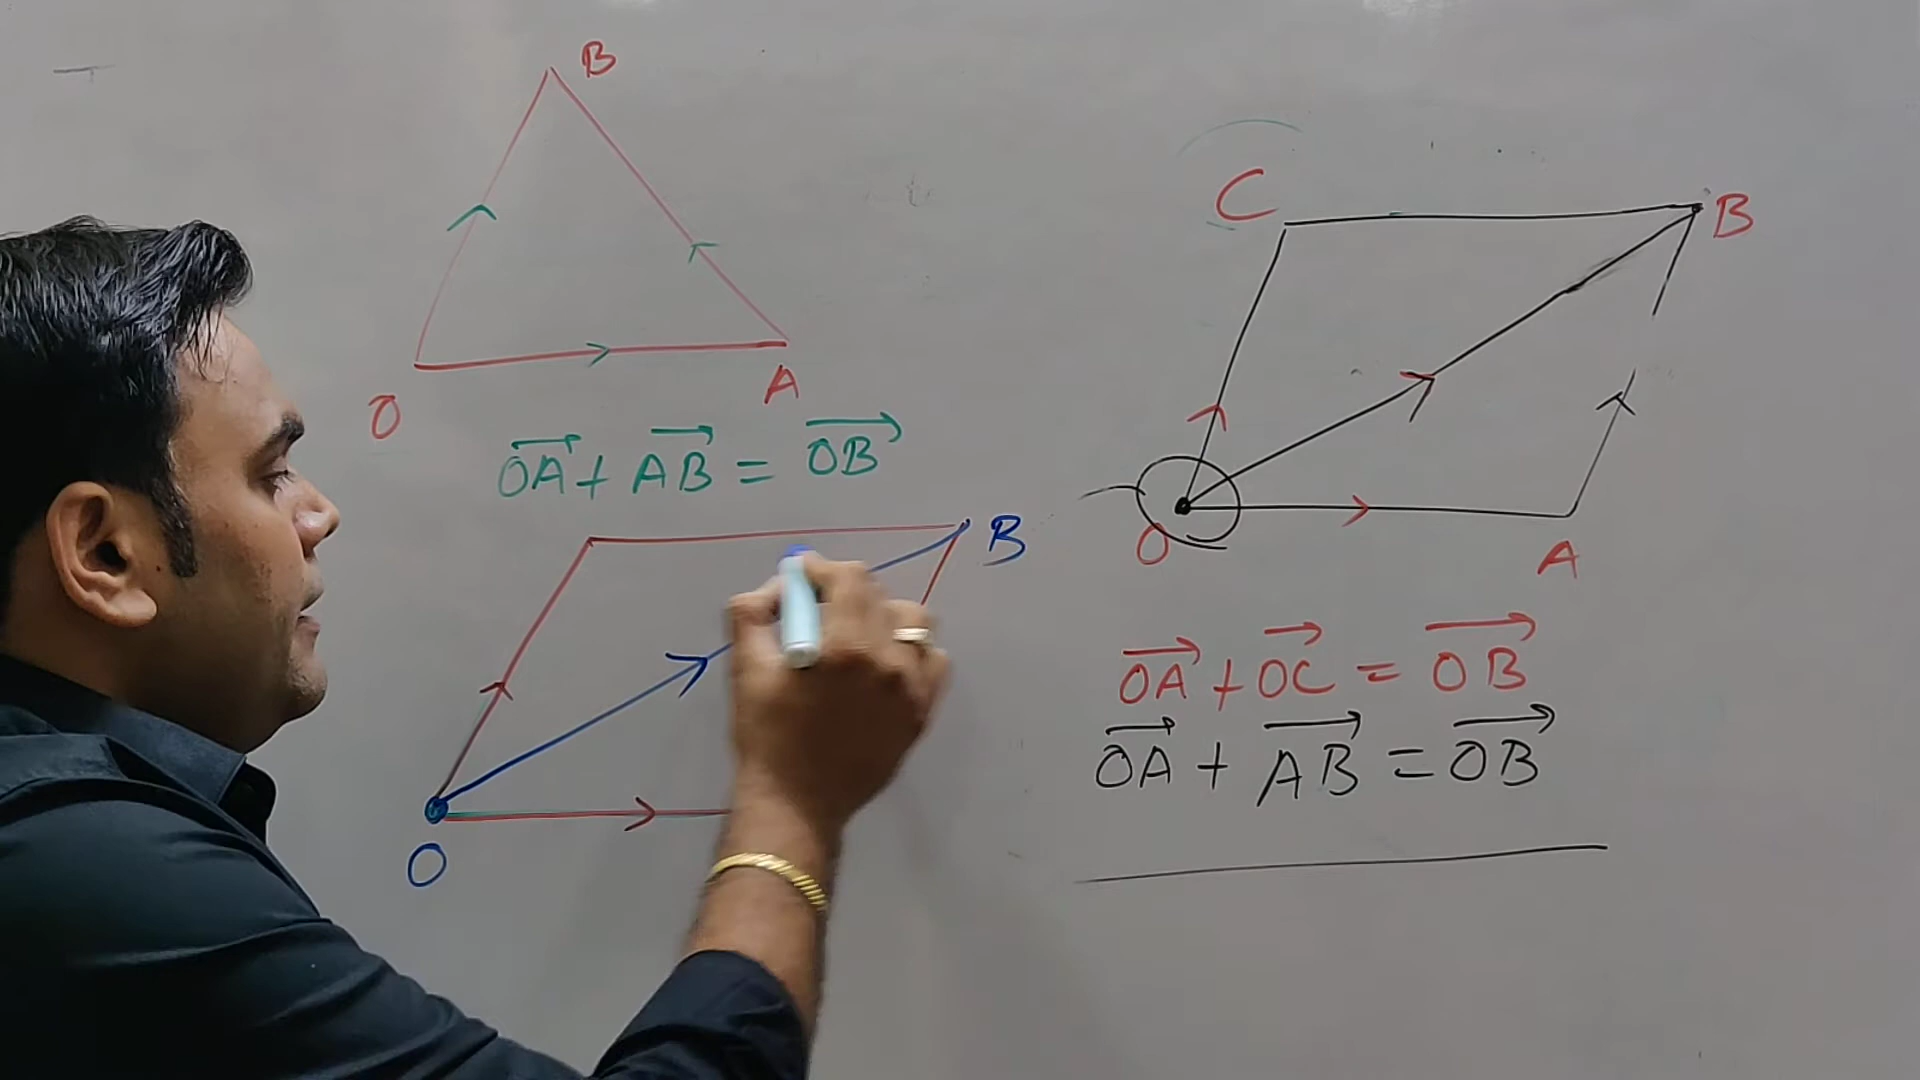 B
O
A
OA + AB = OB
B
O
C
B
O
A
OA + OC = OB
OA + AB = OB